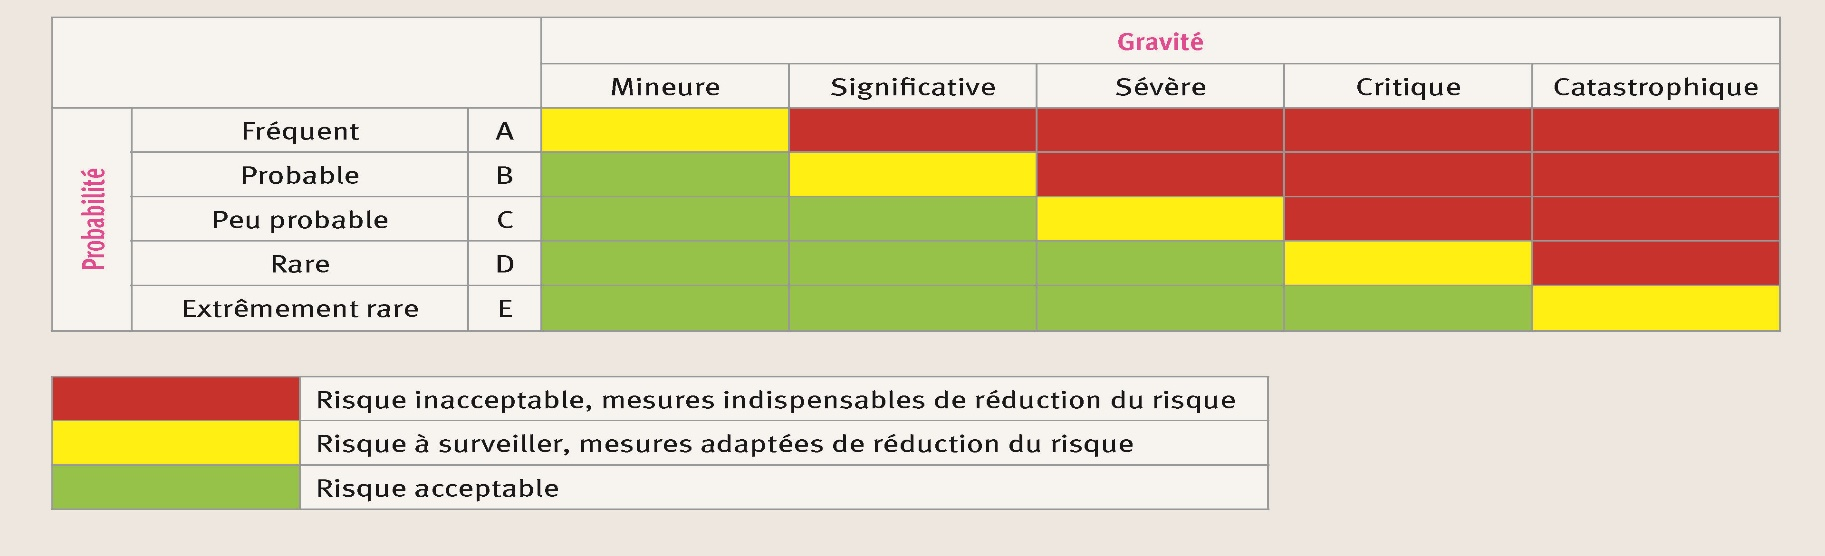 Gravité
Mineure Significative Sévère Critique Catastrophique
Probabilité
Fréquent A
Probable B
Peu probable C
Rare D
Extrêmement rare E
Risque inacceptable, mesures indispensables de réduction du risque
Risque à surveiller, mesures adaptées de réduction du risque
Risque acceptable